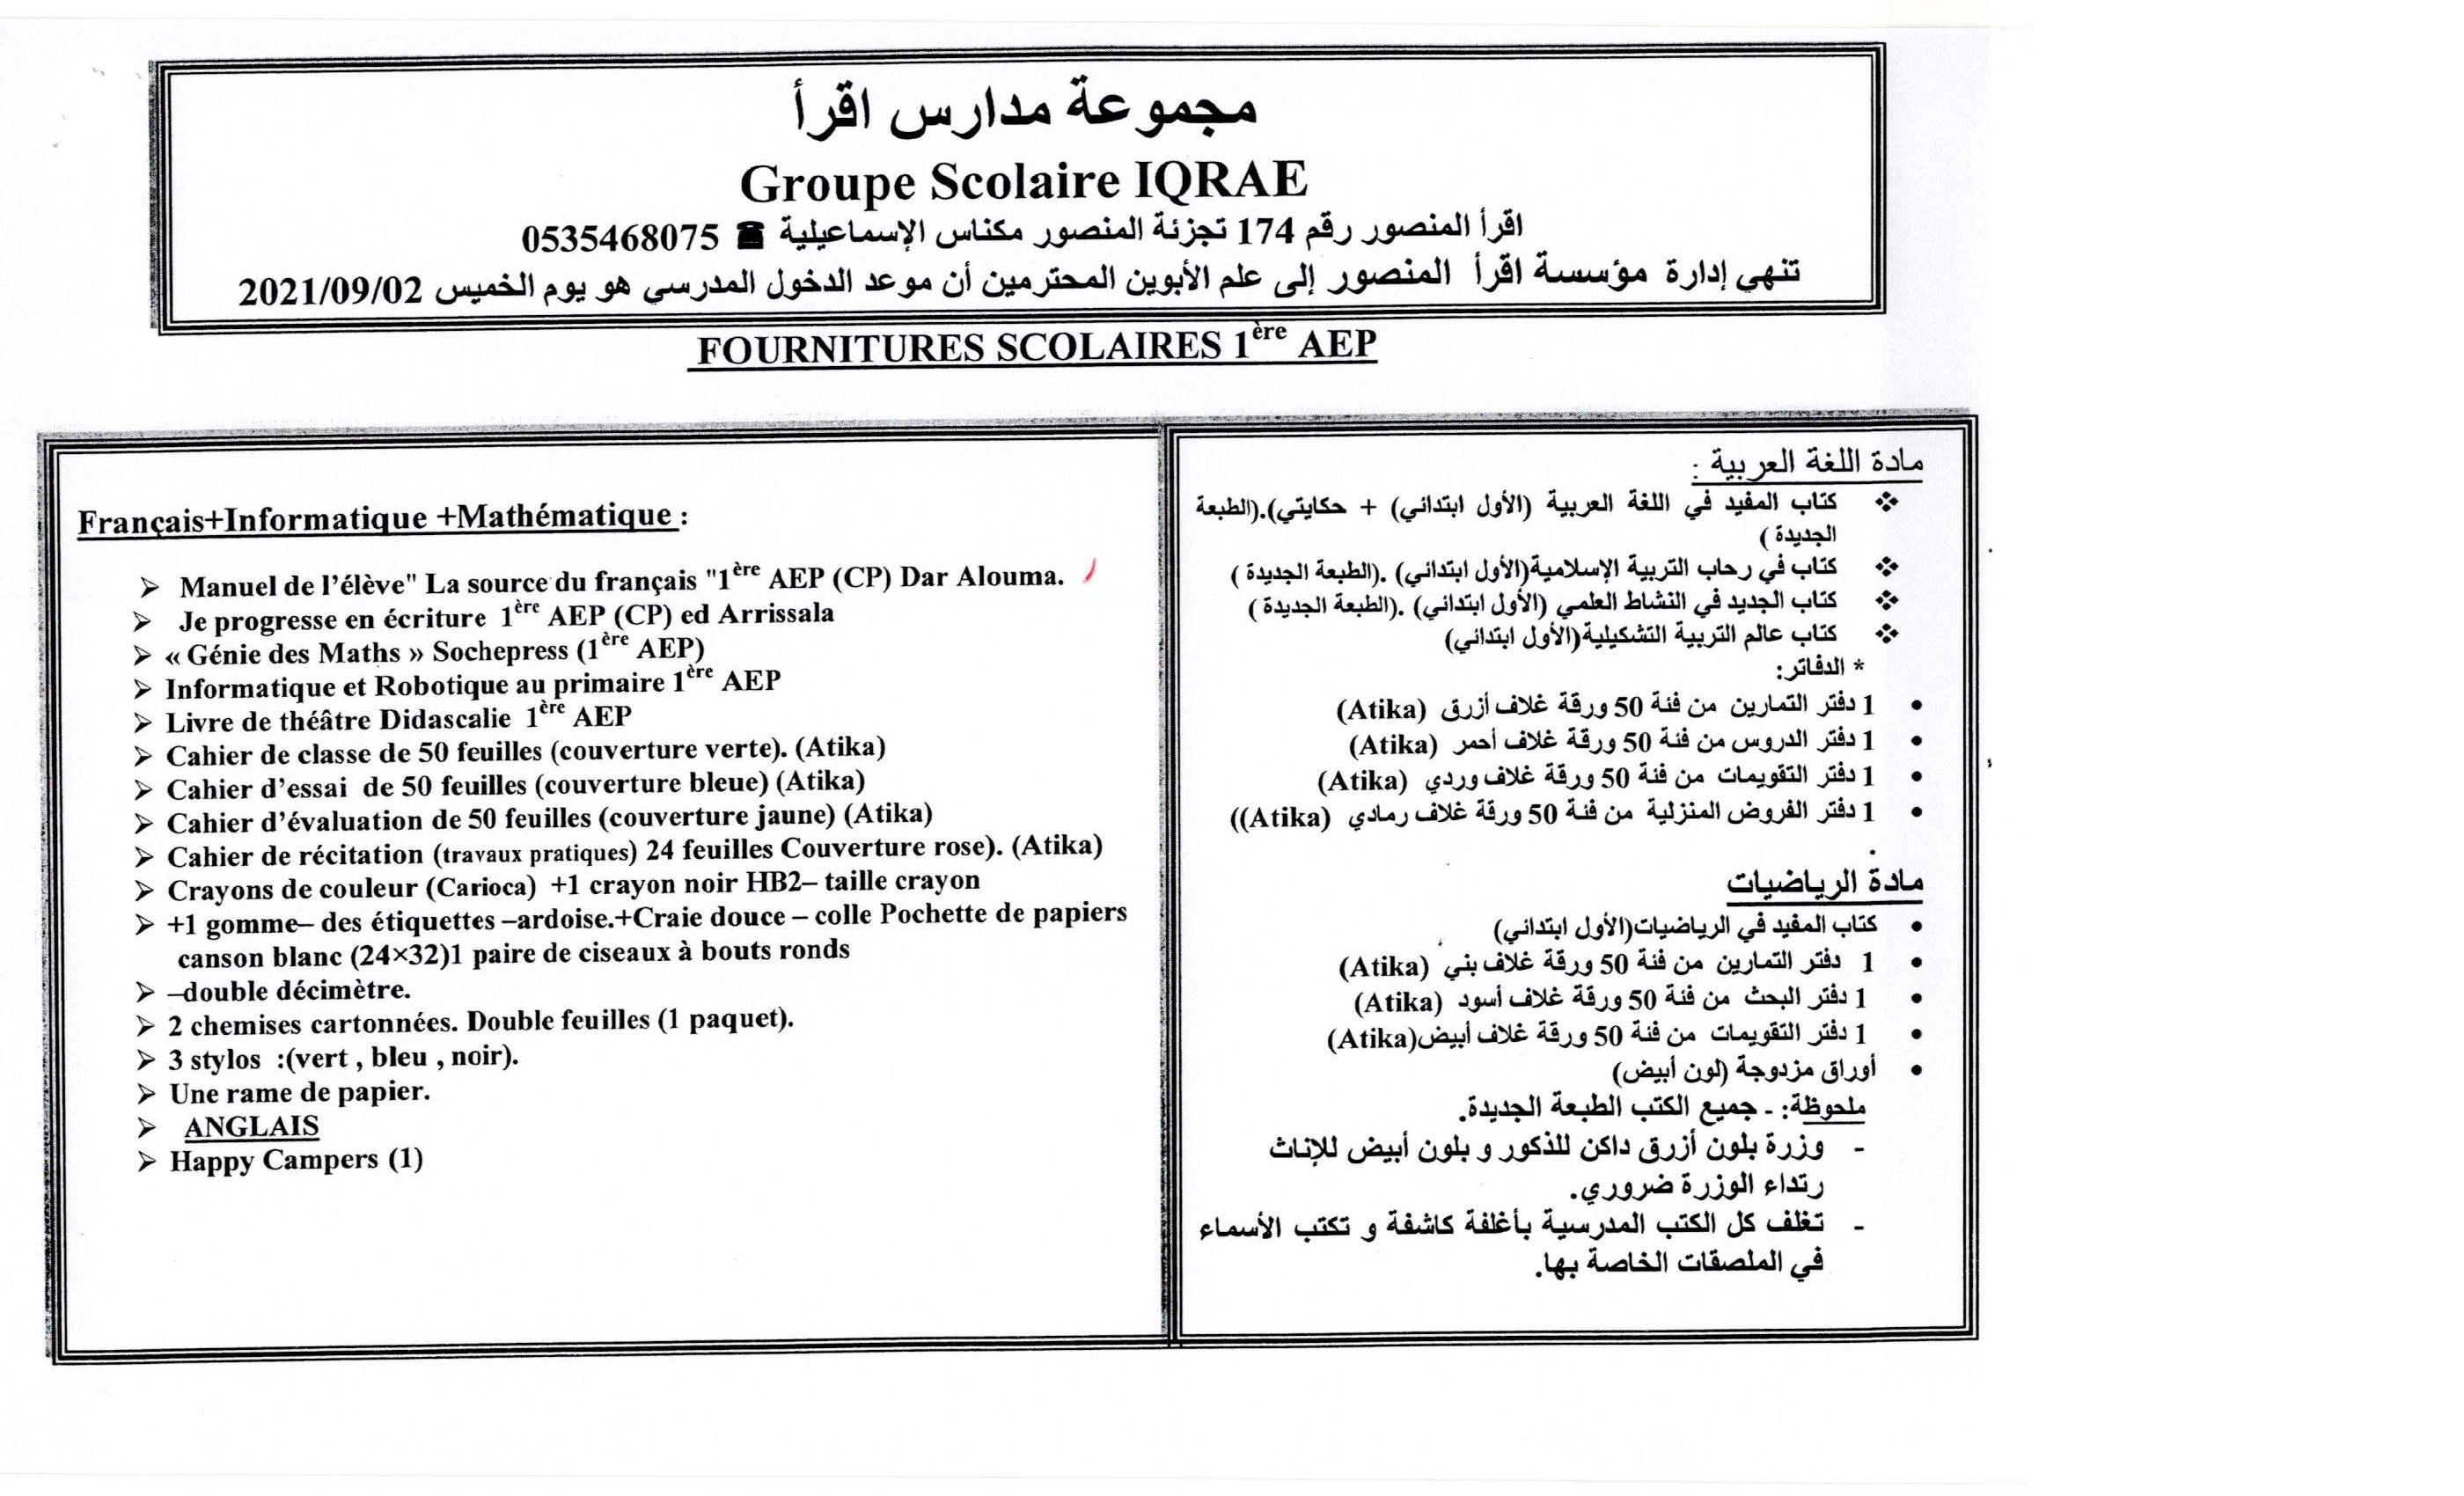 مجموعة مدارس اقرأ
Groupe Scolaire IQRAE
اقرأ المنصور رقم 174 تجزئة المنصور مكناس الإسماعيلية ☎ 0535468075
تنهي إدارة مؤسسة اقرأ المنصور إلى علم الأبوين المحترمين أن موعد الدخول المدرسي هو يوم الخميس 2021/09/02
FOURNITURES SCOLAIRES 1ère AEP
Français+Informatique +Mathématique :
➢ Manuel de l'élève" La source du français "1ère AEP (CP) Dar Alouma.
➢ Je progresse en écriture 1ère AEP (CP) ed Arrissala
➢ « Génie des Maths » Sochepress (1ère AEP)
➢ Informatique et Robotique au primaire 1ère AEP
➢ Livre de théâtre Didascalie 1ère AEP
➢ Cahier de classe de 50 feuilles (couverture verte). (Atika)
➢ Cahier d'essai de 50 feuilles (couverture bleue) (Atika)
➢ Cahier d'évaluation de 50 feuilles (couverture jaune) (Atika)
➢ Cahier de récitation (travaux pratiques) 24 feuilles Couverture rose). (Atika)
➢ Crayons de couleur (Carioca) +1 crayon noir HB2– taille crayon
➢ +1 gomme– des étiquettes –ardoise.+Craie douce – colle Pochette de papiers
canson blanc (24×32)1 paire de ciseaux à bouts ronds
➢ –double décimètre.
➢ 2 chemises cartonnées. Double feuilles (1 paquet).
➢ 3 stylos :(vert , bleu , noir).
➢ Une rame de papier.
➢ ANGLAIS
➢ Happy Campers (1)
مادة اللغة العربية :
❖ كتاب المفيد في اللغة العربية (الأول ابتدائي) + حكايتي).(الطبعة
الجديدة )
❖ كتاب في رحاب التربية الإسلامية(الأول ابتدائي) .(الطبعة الجديدة )
❖ كتاب الجديد في النشاط العلمي (الأول ابتدائي) .(الطبعة الجديدة )
❖ كتاب عالم التربية التشكيلية(الأول ابتدائي)
* الدفاتر:
• 1 دفتر التمارين من فئة 50 ورقة غلاف أزرق (Atika)
• 1 دفتر الدروس من فئة 50 ورقة غلاف أحمر (Atika)
• 1 دفتر التقويمات من فئة 50 ورقة غلاف وردي (Atika)
• 1 دفتر الفروض المنزلية من فئة 50 ورقة غلاف رمادي (Atika))
.
مادة الرياضيات
• كتاب المفيد في الرياضيات(الأول ابتدائي)
• 1 دفتر التمارين من فئة 50 ورقة غلاف بني (Atika)
• 1 دفتر البحث من فئة 50 ورقة غلاف أسود (Atika)
• 1 دفتر التقويمات من فئة 50 ورقة غلاف أبيض(Atika)
• أوراق مزدوجة (لون أبيض)
ملحوظة: - جميع الكتب الطبعة الجديدة.
- وزرة بلون أزرق داكن للذكور و بلون أبيض للإناث
رتداء الوزرة ضروري.
- تغلف كل الكتب المدرسية بأغلفة كاشفة و تكتب الأسماء
في الملصقات الخاصة بها.